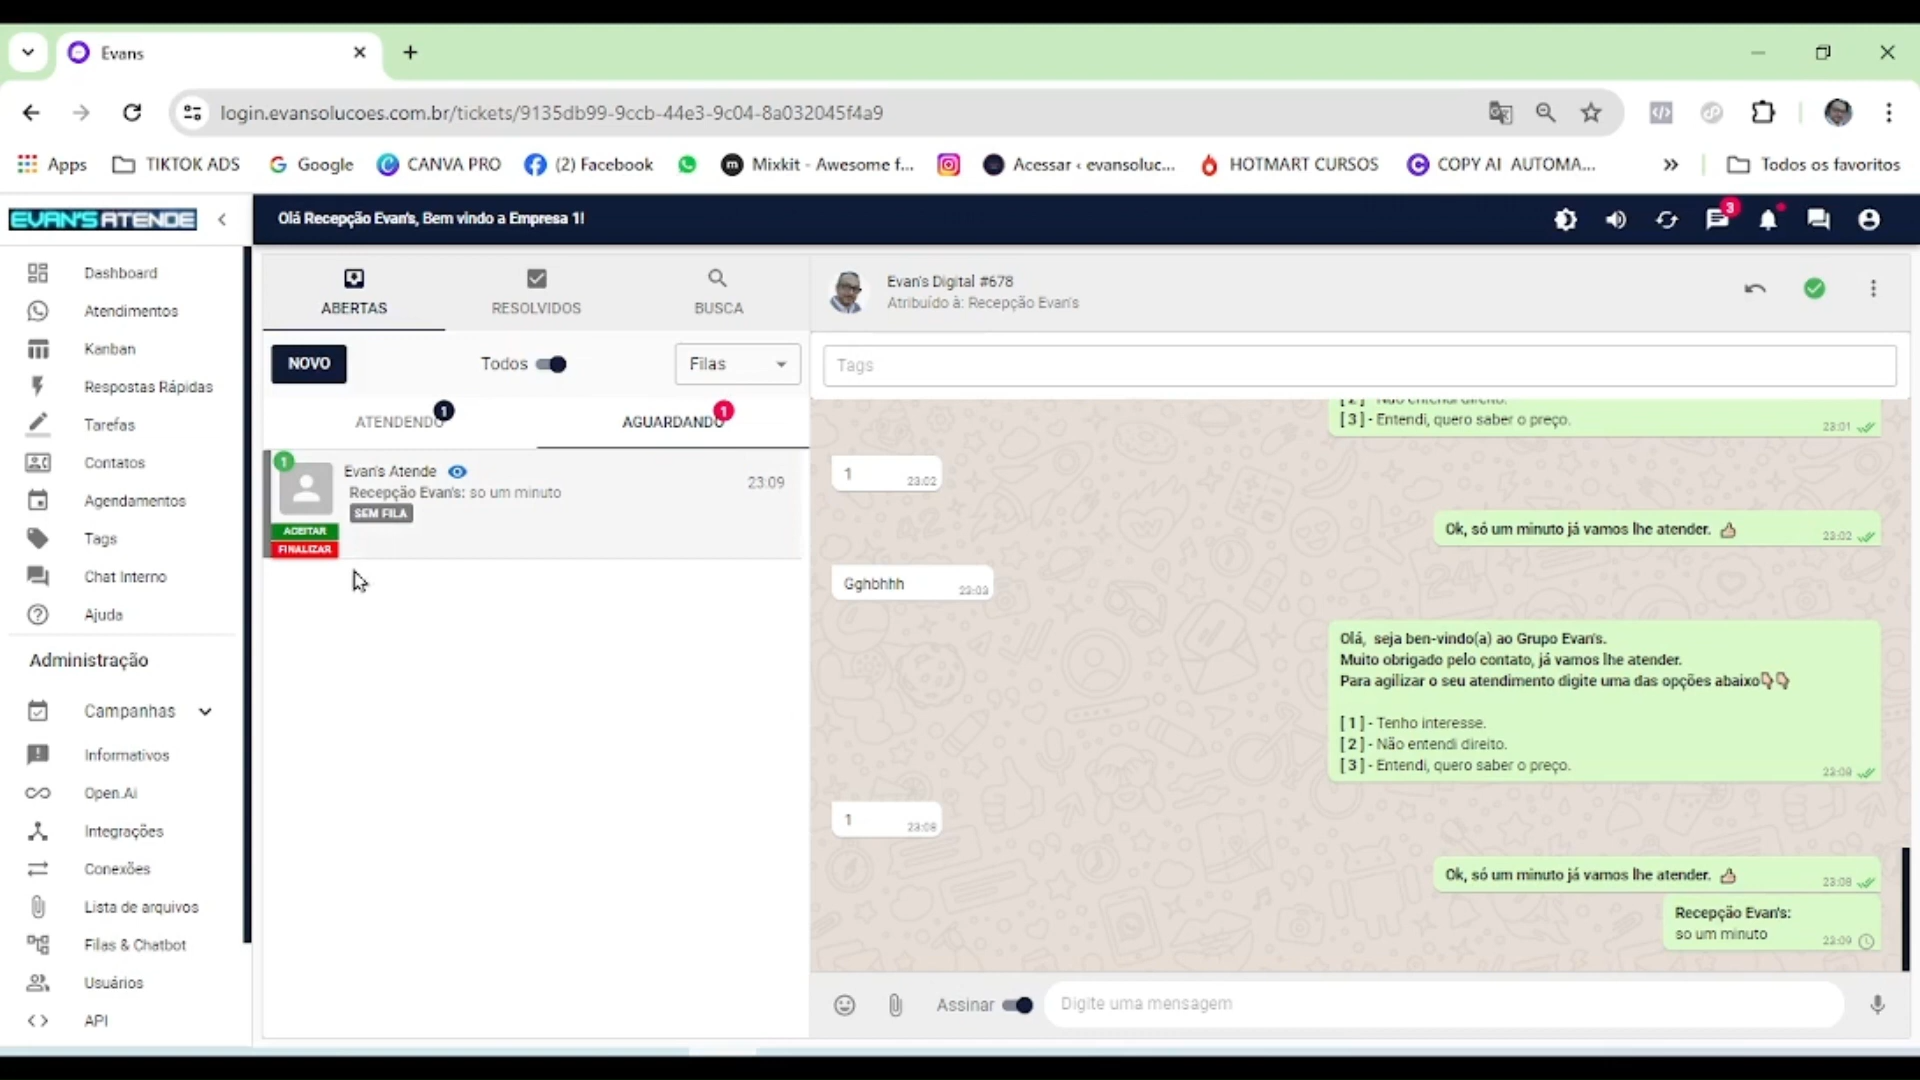 Evans
login.evansolucoes.com.br/tickets/9135db99-9ccb-44e3-9c04-8a032045f4a9
Apps
TIKTOK ADS
Google
CANVA PRO
(2) Facebook
Mixkit - Awesome f...
Acessar ‹ evansoluc...
HOTMART CURSOS
COPY AI AUTOMA...
»
Todos os favoritos
EVAN'S ATENDE
Olá Recepção Evan's, Bem vindo a Empresa 1!
3
Dashboard
Atendimentos
Kanban
Respostas Rápidas
Tarefas
Contatos
Agendamentos
Tags
Chat Interno
Ajuda
Administração
Campanhas
Informativos
Open.Ai
Integrações
Conexões
Lista de arquivos
Filas & Chatbot
Usuários
API
ABERTAS
RESOLVIDOS
BUSCA
NOVO
Todos
Filas
ATENDENDO 1
AGUARDANDO 1
1
Evan's Atende
Recepção Evan's: so um minuto
23:09
SEM FILA
ACEITAR
FINALIZAR
Evan's Digital #678
Atribuído à: Recepção Evan's
Tags
[ 2 ] - Não entendi direito.
[ 3 ] - Entendi, quero saber o preço.
23:01
1
23:02
Ok, só um minuto já vamos lhe atender. 👍
23:02
Gghbhhh
23:03
Olá, seja ben-vindo(a) ao Grupo Evan's.
Muito obrigado pelo contato, já vamos lhe atender.
Para agilizar o seu atendimento digite uma das opções abaixo👇👇
[ 1 ] - Tenho interesse.
[ 2 ] - Não entendi direito.
[ 3 ] - Entendi, quero saber o preço.
1
23:08
Ok, só um minuto já vamos lhe atender. 👍
23:08
Recepção Evan's:
so um minuto
23:09
Assinar
Digite uma mensagem